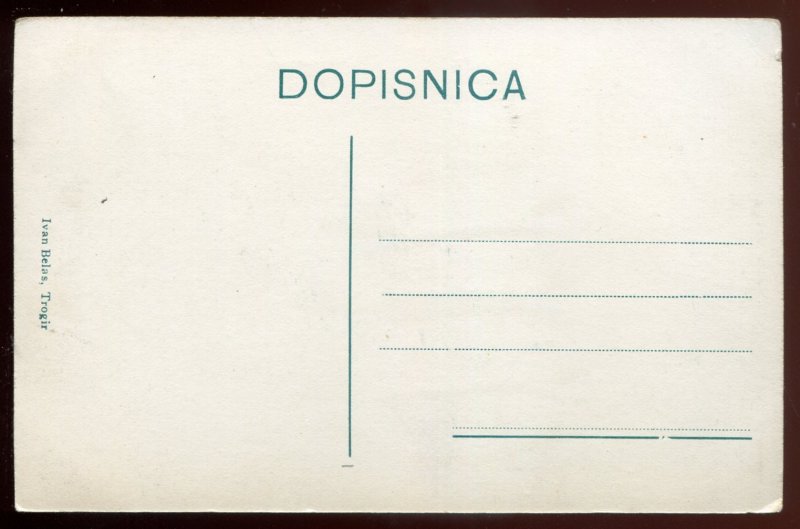 DOPISNICA
Ivan Belas, Trogir